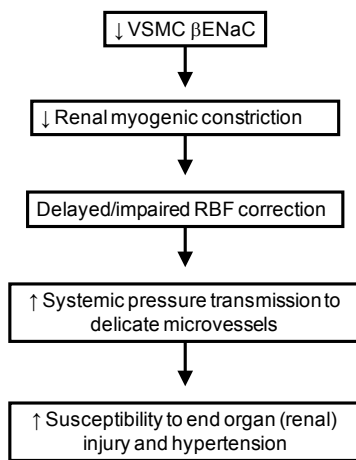 ↓ VSMC βENaC
↓ Renal myogenic constriction
Delayed/impaired RBF correction
↑ Systemic pressure transmission to
delicate microvessels
↑ Susceptibility to end organ (renal)
injury and hypertension